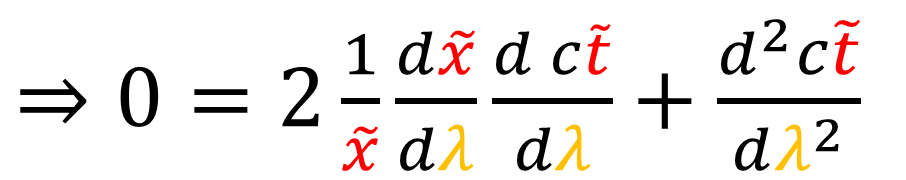 ⇒ 0 = 2 1/x̃ dx̃/dλ d ct̃/dλ + d²ct̃/dλ²